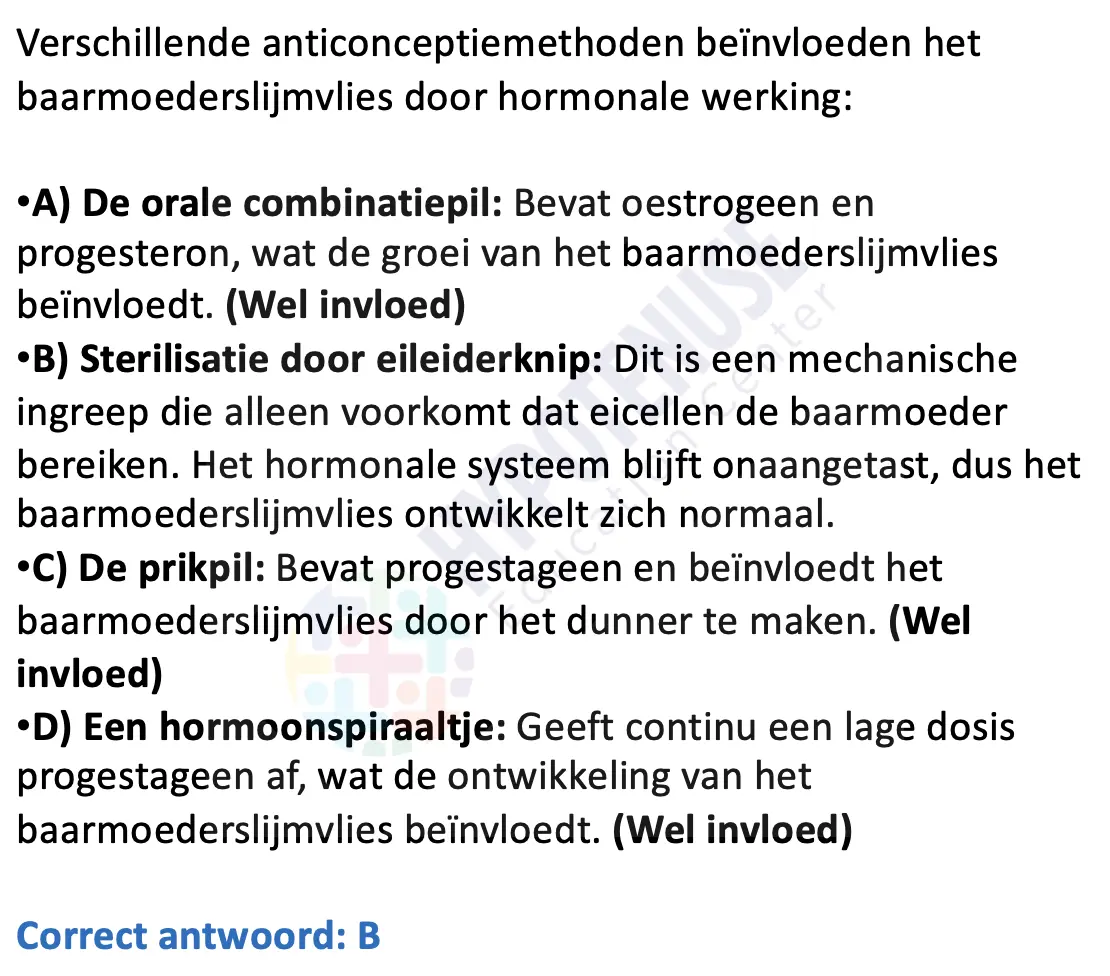 Verschillende anticonceptiemethoden beïnvloeden het
baarmoederslijmvlies door hormonale werking:
•A) De orale combinatiepil: Bevat oestrogeen en
progesteron, wat de groei van het baarmoederslijmvlies
beïnvloedt. (Wel invloed)
•B) Sterilisatie door eileiderknip: Dit is een mechanische
ingreep die alleen voorkomt dat eicellen de baarmoeder
bereiken. Het hormonale systeem blijft onaangetast, dus het
baarmoederslijmvlies ontwikkelt zich normaal.
•C) De prikpil: Bevat progestageen en beïnvloedt het
baarmoederslijmvlies door het dunner te maken. (Wel
invloed)
•D) Een hormoonspiraaltje: Geeft continu een lage dosis
progestageen af, wat de ontwikkeling van het
baarmoederslijmvlies beïnvloedt. (Wel invloed)
Correct antwoord: B
HYPOTENUSE
Education Center